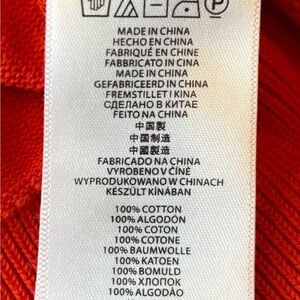 P
MADE IN CHINA
HECHO EN CHINA
FABRIQUÉ EN CHINE
FABBRICATO IN CINA
MADE IN CHINA
GEFABRICEERD IN CHINA
FREMSTILLET I KINA
СДЕЛАНО В КИТАЕ
FEITO NA CHINA
中国製
中国制造
中國製造
FABRICADO NA CHINA
VYROBENO V ČÍNĚ
WYPRODUKOWANO W CHINACH
KÉSZÜLT KÍNÁBAN
100% COTTON
100% ALGODÓN
100% COTON
100% COTONE
100% BAUMWOLLE
100% KATOEN
100% BOMULD
100% ХЛОПОК
100% ALGODÃO